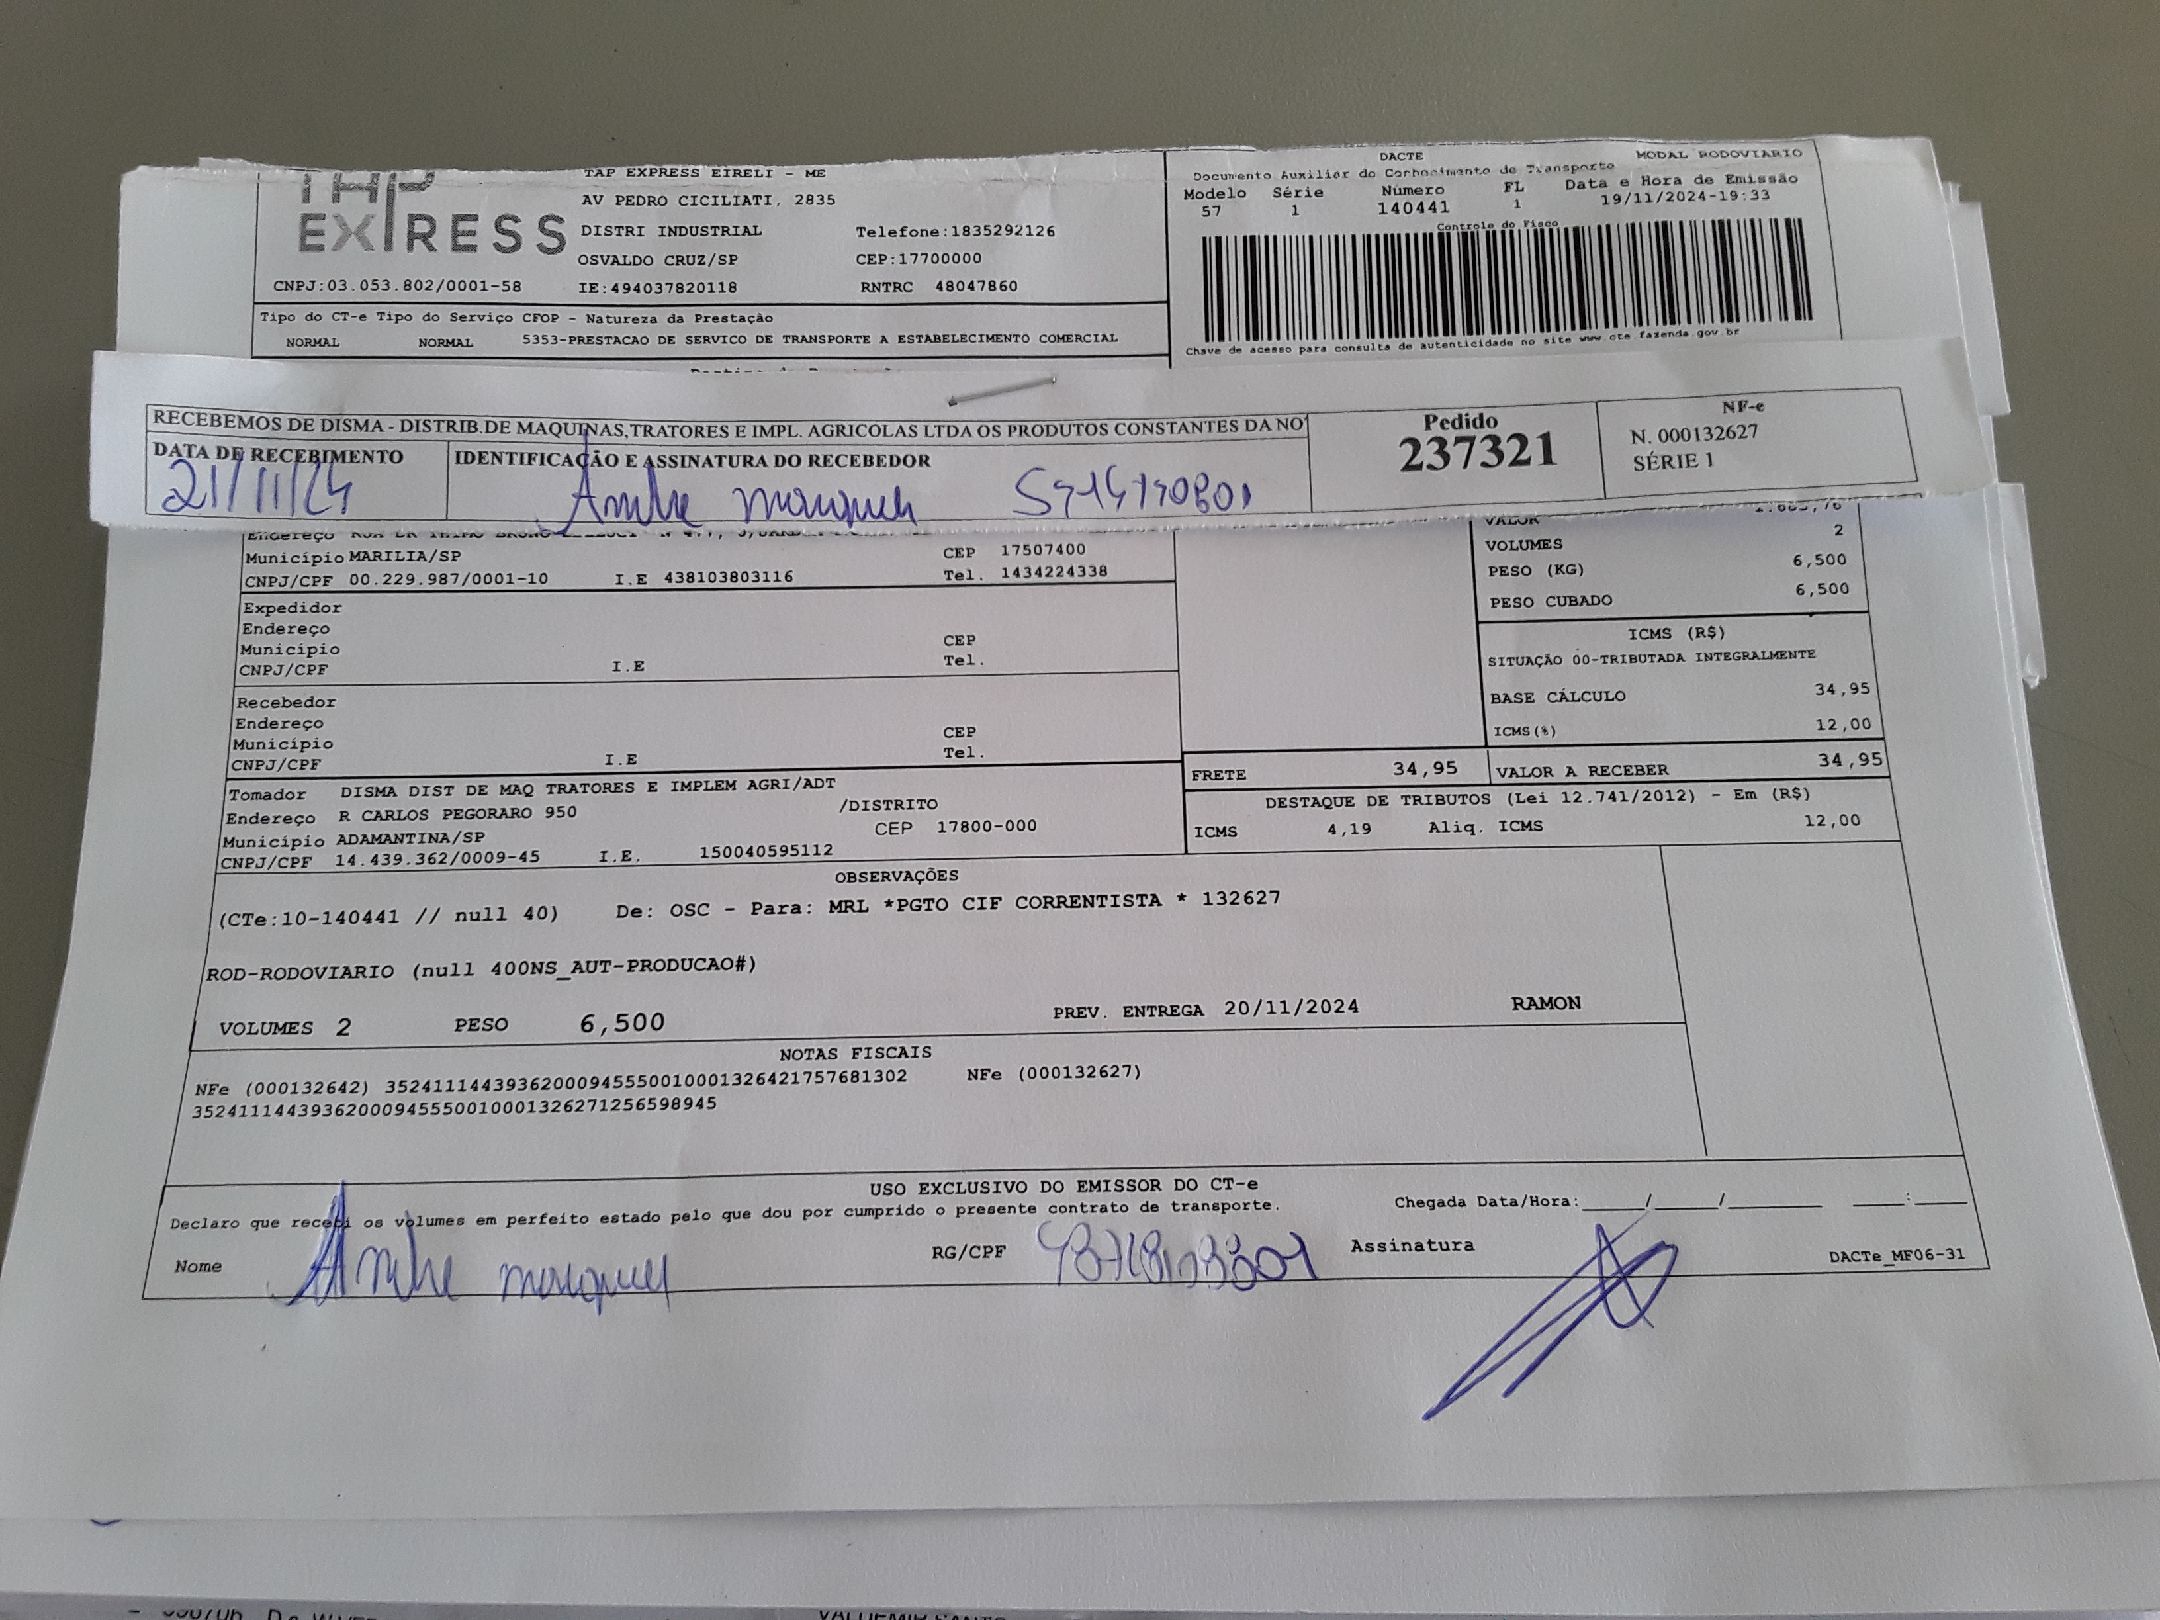 TAP
EXPRESS
TAP EXPRESS EIRELI - ME
AV PEDRO CICILIATI, 2835
DISTRI INDUSTRIAL Telefone:1835292126
OSVALDO CRUZ/SP CEP:17700000
CNPJ:03.053.802/0001-58 IE:494037820118 RNTRC 48047860
Tipo do CT-e Tipo do Serviço CFOP - Natureza da Prestação
NORMAL NORMAL 5353-PRESTACAO DE SERVICO DE TRANSPORTE A ESTABELECIMENTO COMERCIAL
DACTE MODAL RODOVIARIO
Documento Auxiliar do Conhecimento de Transporte
Modelo Série Número FL Data e Hora de Emissão
57 1 140441 1 19/11/2024-19:33
Controle do Fisco
Chave de acesso para consulta de autenticidade no site www cte fazenda.gov.br
RECEBEMOS DE DISMA - DISTRIB.DE MAQUINAS,TRATORES E IMPL. AGRICOLAS LTDA OS PRODUTOS CONSTANTES DA NO
DATA DE RECEBIMENTO IDENTIFICAÇÃO E ASSINATURA DO RECEBEDOR
21/11/24 Andre marques
Pedido
237321
NF-e
N. 000132627
SÉRIE 1
Endereço
Município MARILIA/SP CEP 17507400
CNPJ/CPF 00.229.987/0001-10 I.E 438103803116 Tel. 1434224338
Expedidor
Endereço
Município CEP
CNPJ/CPF I.E Tel.
Recebedor
Endereço
Município CEP
CNPJ/CPF I.E Tel.
Tomador DISMA DIST DE MAQ TRATORES E IMPLEM AGRI/ADT
Endereço R CARLOS PEGORARO 950 /DISTRITO
Município ADAMANTINA/SP CEP 17800-000
CNPJ/CPF 14.439.362/0009-45 I.E. 150040595112
VALOR
VOLUMES 2
PESO (KG) 6,500
PESO CUBADO 6,500
ICMS (R$)
SITUAÇÃO 00-TRIBUTADA INTEGRALMENTE
BASE CÁLCULO 34,95
ICMS(%) 12,00
FRETE 34,95 VALOR A RECEBER 34,95
DESTAQUE DE TRIBUTOS (Lei 12.741/2012) - Em (R$)
ICMS 4,19 Aliq. ICMS 12,00
OBSERVAÇÕES
(CTe:10-140441 // null 40) De: OSC - Para: MRL *PGTO CIF CORRENTISTA * 132627
ROD-RODOVIARIO (null 400NS_AUT-PRODUCAO#)
VOLUMES 2 PESO 6,500 PREV. ENTREGA 20/11/2024 RAMON
NOTAS FISCAIS
NFe (000132642) 35241114439362000945550010001326421757681302 NFe (000132627)
35241114439362000945550010001326271256598945
USO EXCLUSIVO DO EMISSOR DO CT-e
Declaro que recebi os volumes em perfeito estado pelo que dou por cumprido o presente contrato de transporte. Chegada Data/Hora:_____/_____/________ ____:____
Nome Andre marques RG/CPF Assinatura
DACTe_MF06-31